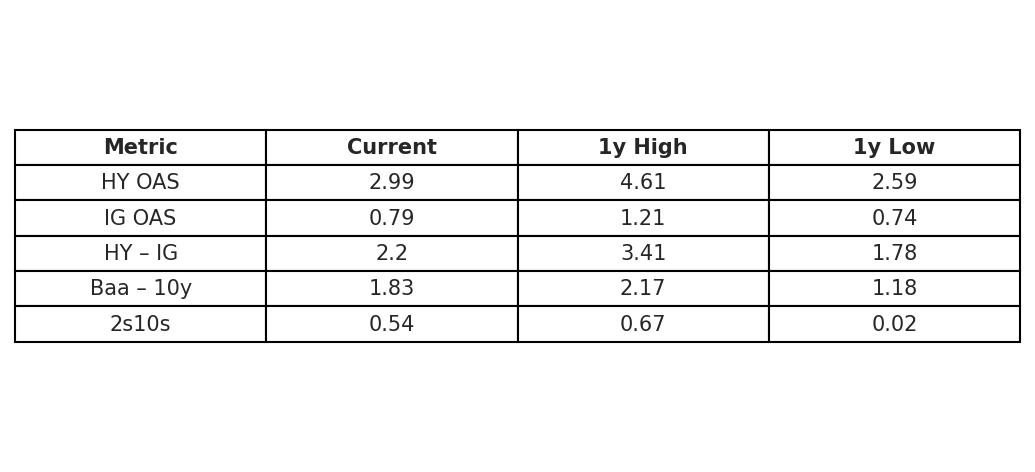 Metric Current 1y High 1y Low
HY OAS 2.99 4.61 2.59
IG OAS 0.79 1.21 0.74
HY – IG 2.2 3.41 1.78
Baa – 10y 1.83 2.17 1.18
2s10s 0.54 0.67 0.02